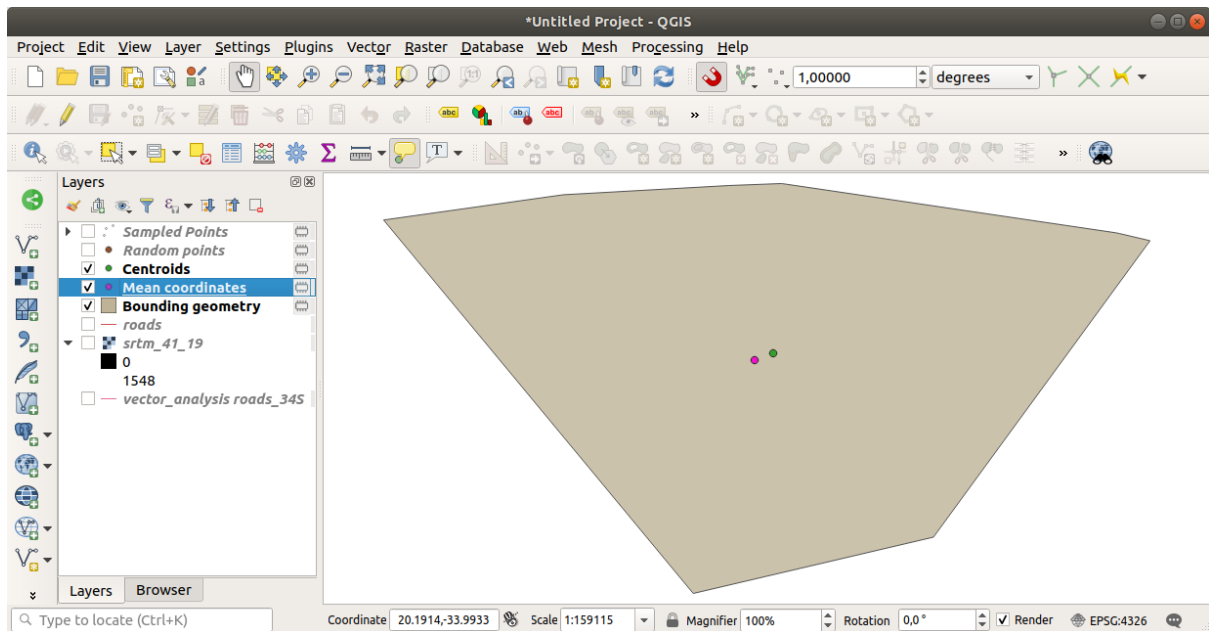 *Untitled Project - QGIS
Project Edit View Layer Settings Plugins Vector Raster Database Web Mesh Processing Help
1,00000 degrees
abc abc abc
T
Layers
Sampled Points
Random points
Centroids
Mean coordinates
Bounding geometry
roads
srtm_41_19
0
1548
vector_analysis roads_34S
Layers Browser
Type to locate (Ctrl+K) Coordinate 20.1914,-33.9933 Scale 1:159115 Magnifier 100% Rotation 0,0 ° Render EPSG:4326